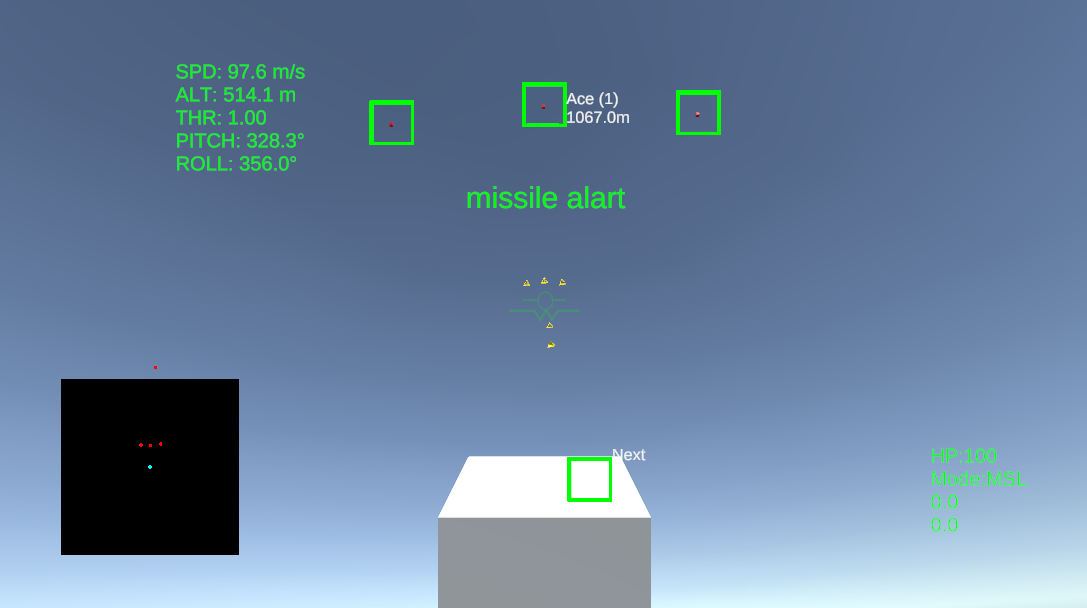 SPD: 97.6 m/s
ALT: 514.1 m
THR: 1.00
PITCH: 328.3°
ROLL: 356.0°
Ace (1)
1067.0m
missile alart
Next
HP:100
Mode:MSL
0.0
0.0